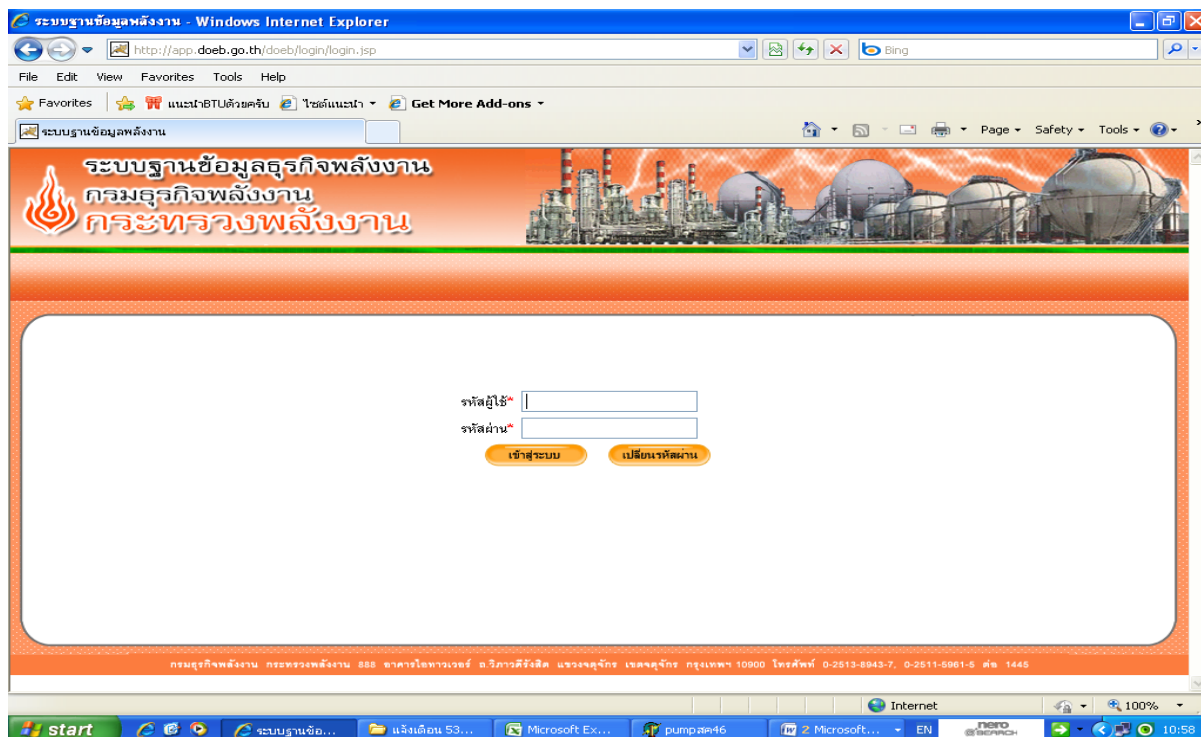 ระบบฐานข้อมูลพลังงาน - Windows Internet Explorer
http://app.doeb.go.th/doeb/login/login.jsp
Bing
File Edit View Favorites Tools Help
Favorites แนะนำBTUด้วยครับ ไซต์แนะนำ Get More Add-ons
ระบบฐานข้อมูลพลังงาน
Page Safety Tools
ระบบฐานข้อมูลธุรกิจพลังงาน
กรมธุรกิจพลังงาน
กระทรวงพลังงาน
รหัสผู้ใช้*
รหัสผ่าน*
เข้าสู่ระบบ เปลี่ยนรหัสผ่าน
กรมธุรกิจพลังงาน กระทรวงพลังงาน 888 อาคารไอทาวเวอร์ ถ.วิภาวดีรังสิต แขวงจตุจักร เขตจตุจักร กรุงเทพฯ 10900 โทรศัพท์ 0-2513-8943-7, 0-2511-5961-5 ต่อ 1445
Internet 100%
start ระบบฐานข้อ... แจ้งเดือน 53... Microsoft Ex... pumpสค46 2 Microsoft... EN nero SEARCH 10:58